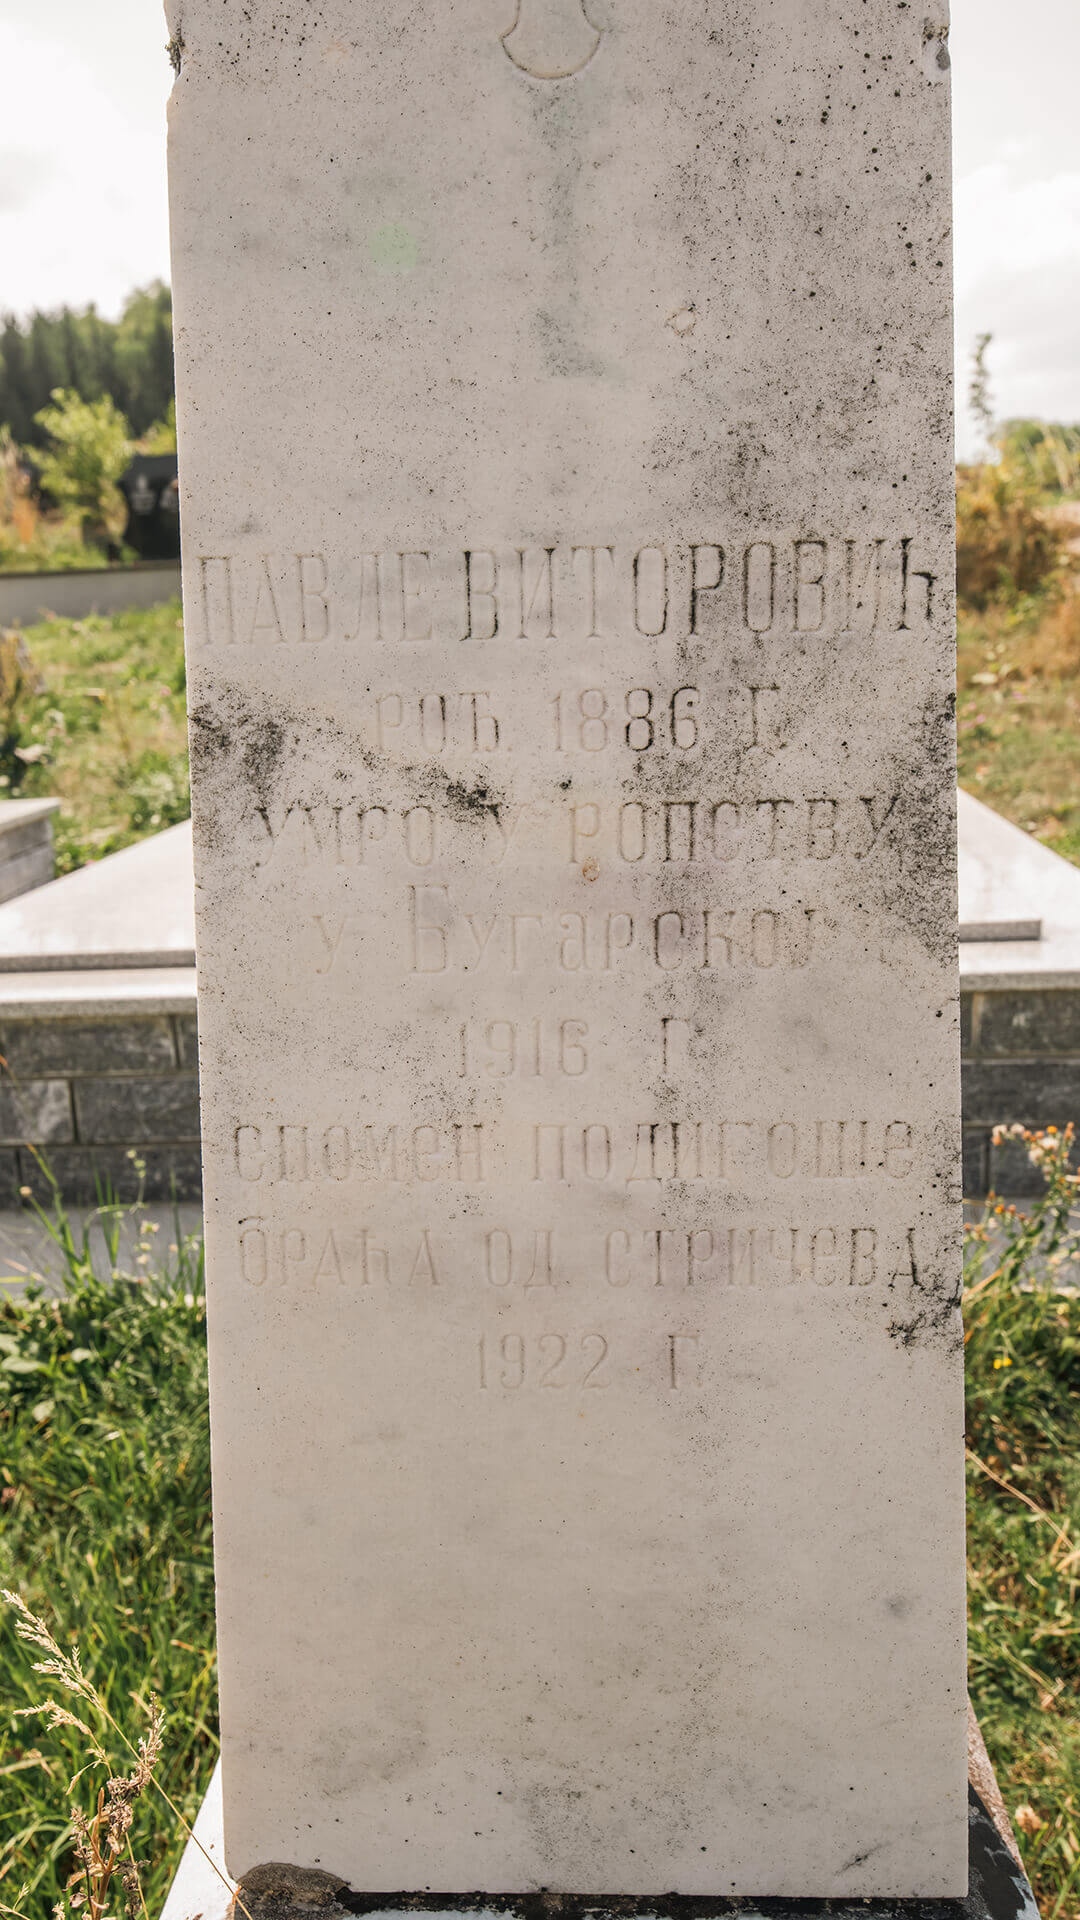 ПАВЛЕ ВИТОРОВИЋ
РОЂ. 1886 Г.
УМРО У РОПСТВУ
у Бугарској
1916 Г.
СПОМЕН ПОДИГОШЕ
БРАЋА ОД СТРИЧЕВА
1922 Г.